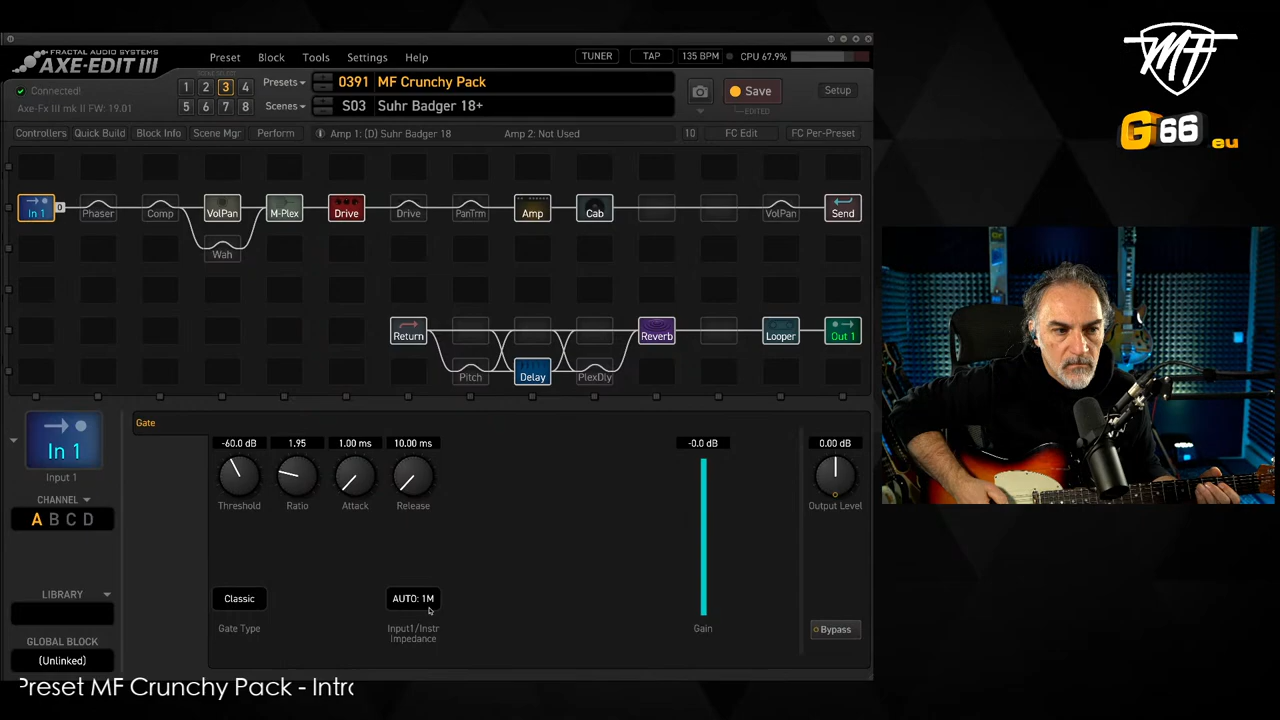 FRACTAL AUDIO SYSTEMS
AXE-EDIT III
Preset Block Tools Settings Help
TUNER TAP 135 BPM CPU 67.9%
Connected!
Axe-Fx III mk II FW: 19.01
SCENE SELECT
1 2 3 4
5 6 7 8
Presets 0391 MF Crunchy Pack
Scenes S03 Suhr Badger 18+
Save
EDITED
Setup
Controllers Quick Build Block Info Scene Mgr Perform
Amp 1: (D) Suhr Badger 18 Amp 2: Not Used
10 FC Edit FC Per-Preset
In 1 0 Phaser Comp VolPan M-Plex Drive Drive PanTrm Amp Cab VolPan Send
Wah
Return Reverb Looper Out 1
Pitch Delay PlexDly
In 1
Input 1
CHANNEL
A B C D
LIBRARY
GLOBAL BLOCK
(Unlinked)
Gate
-60.0 dB 1.95 1.00 ms 10.00 ms -0.0 dB 0.00 dB
Threshold Ratio Attack Release Output Level
Classic AUTO: 1M
Gate Type Input1/Instr Impedance Gain
Bypass
Preset MF Crunchy Pack - Intro
MF
G66
.eu